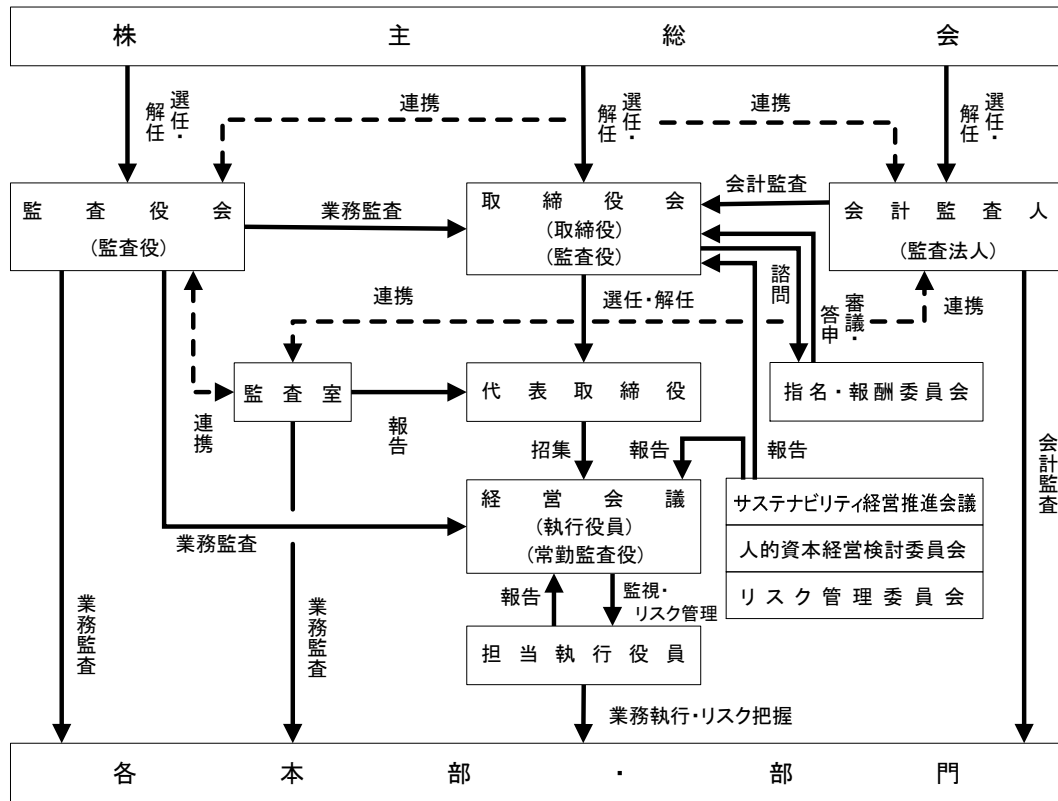 株主総会
選任・解任
選任・解任
選任・解任
連携
連携
監査役会
(監査役)
業務監査
取締役会
(取締役)
(監査役)
会計監査
会計監査人
(監査法人)
連携
選任・解任
諮問
審議・答申
連携
連携
監査室
報告
代表取締役
指名・報酬委員会
招集
報告
報告
会計監査
業務監査
経営会議
(執行役員)
(常勤監査役)
サステナビリティ経営推進会議
人的資本経営検討委員会
リスク管理委員会
業務監査
業務監査
報告
監視・
リスク管理
担当執行役員
業務執行・リスク把握
各本部・部門